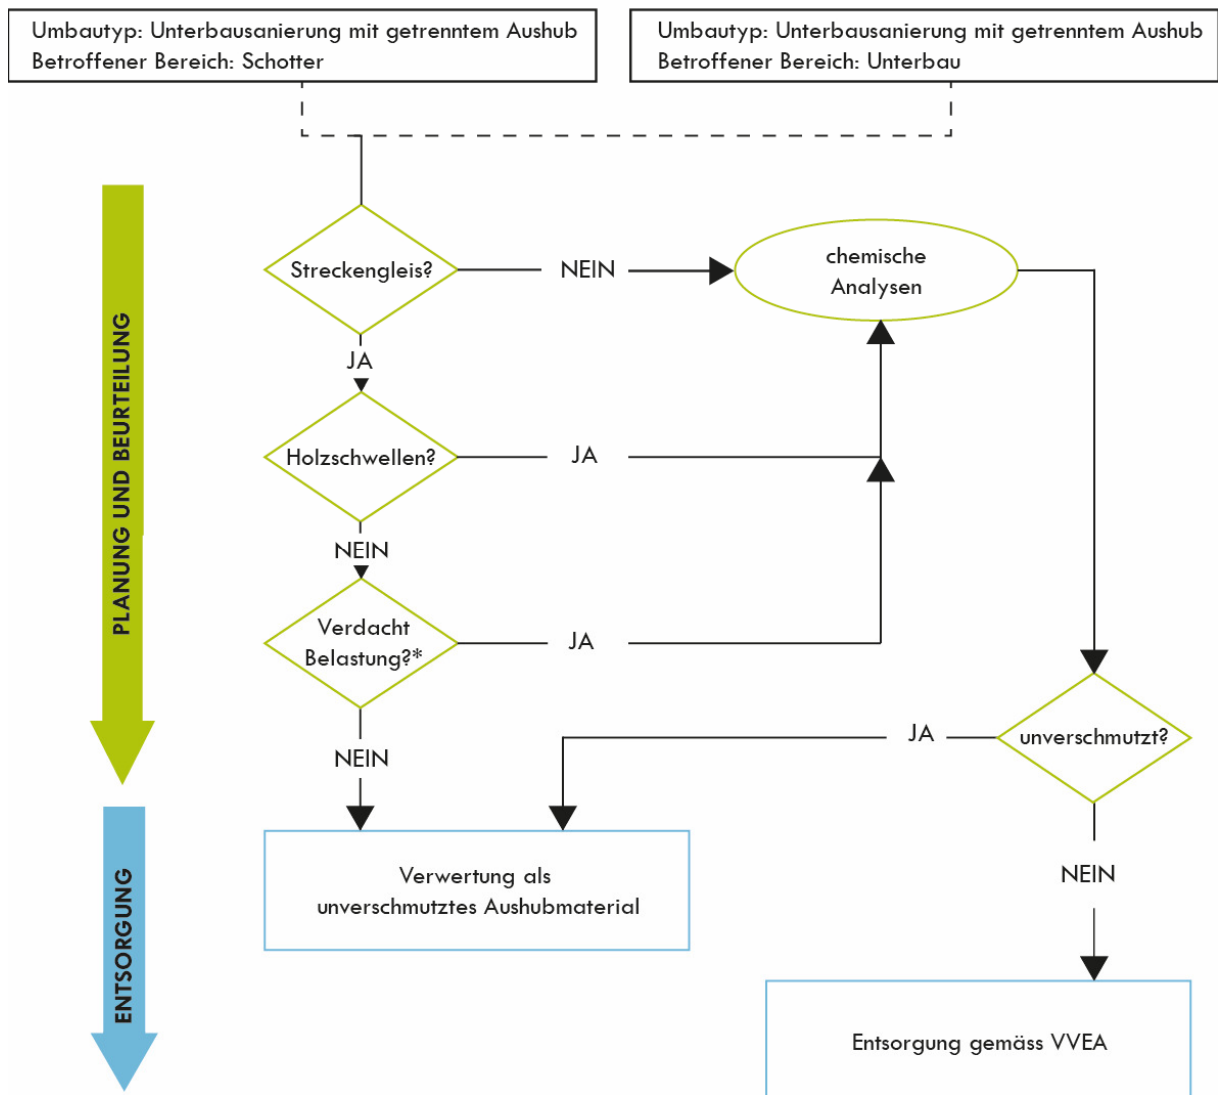 Umbautyp: Unterbausanierung mit getrenntem Aushub
Betroffener Bereich: Schotter
Umbautyp: Unterbausanierung mit getrenntem Aushub
Betroffener Bereich: Unterbau
PLANUNG UND BEURTEILUNG
Streckengleis?
NEIN
chemische
Analysen
JA
Holzschwellen?
JA
NEIN
Verdacht
Belastung?*
JA
NEIN
JA
unverschmutzt?
ENTSORGUNG
Verwertung als
unverschmutztes Aushubmaterial
NEIN
Entsorgung gemäss VVEA